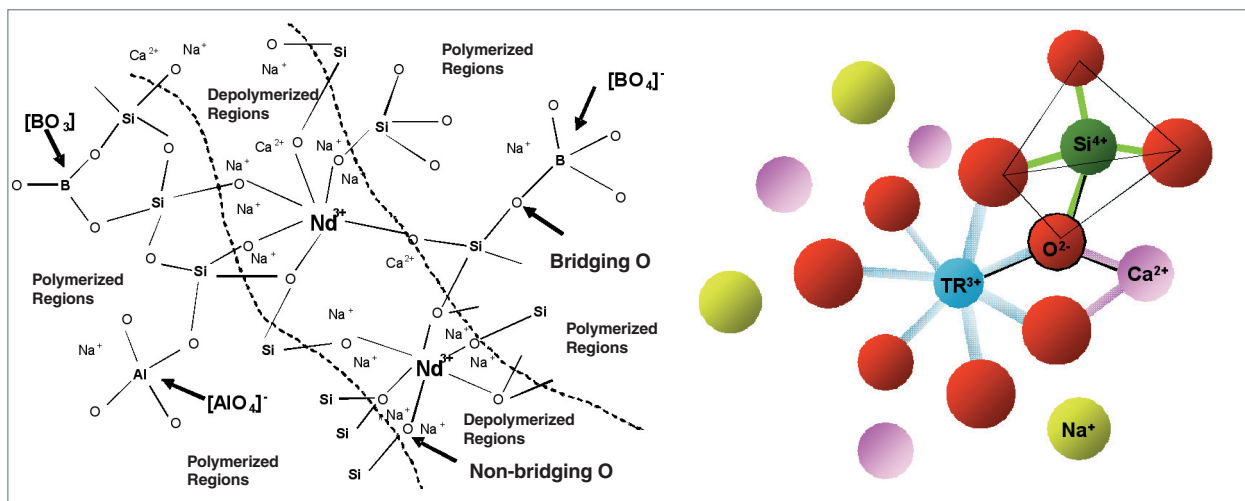 Ca²⁺
Na⁺
O
Si
O
Na⁺
Polymerized
Regions
O
Depolymerized
Regions
[BO₄]⁻
[BO₃]
Si
O
Ca²⁺
O
Na⁺
O
Na
Si
O
O
O
Na⁺
B
O
O
O
B
O
O
Na⁺
Si
O
Na⁺
O
Nd³⁺
O
Bridging O
O
Na⁺
O
Na⁺
Si
O
Si
Ca²⁺
Polymerized
Regions
O
Na⁺
O
Al
O
O
[AlO₄]⁻
Si
O
Na⁺
Na⁺
O
Na⁺
O
Na⁺
Si
Polymerized
Regions
Nd³⁺
Si
O
Na⁺
O
Si
O
Na⁺
Depolymerized
Regions
Si
Polymerized
Regions
Non-bridging O
Si⁴⁺
O²⁻
TR³⁺
Ca²⁺
Na⁺